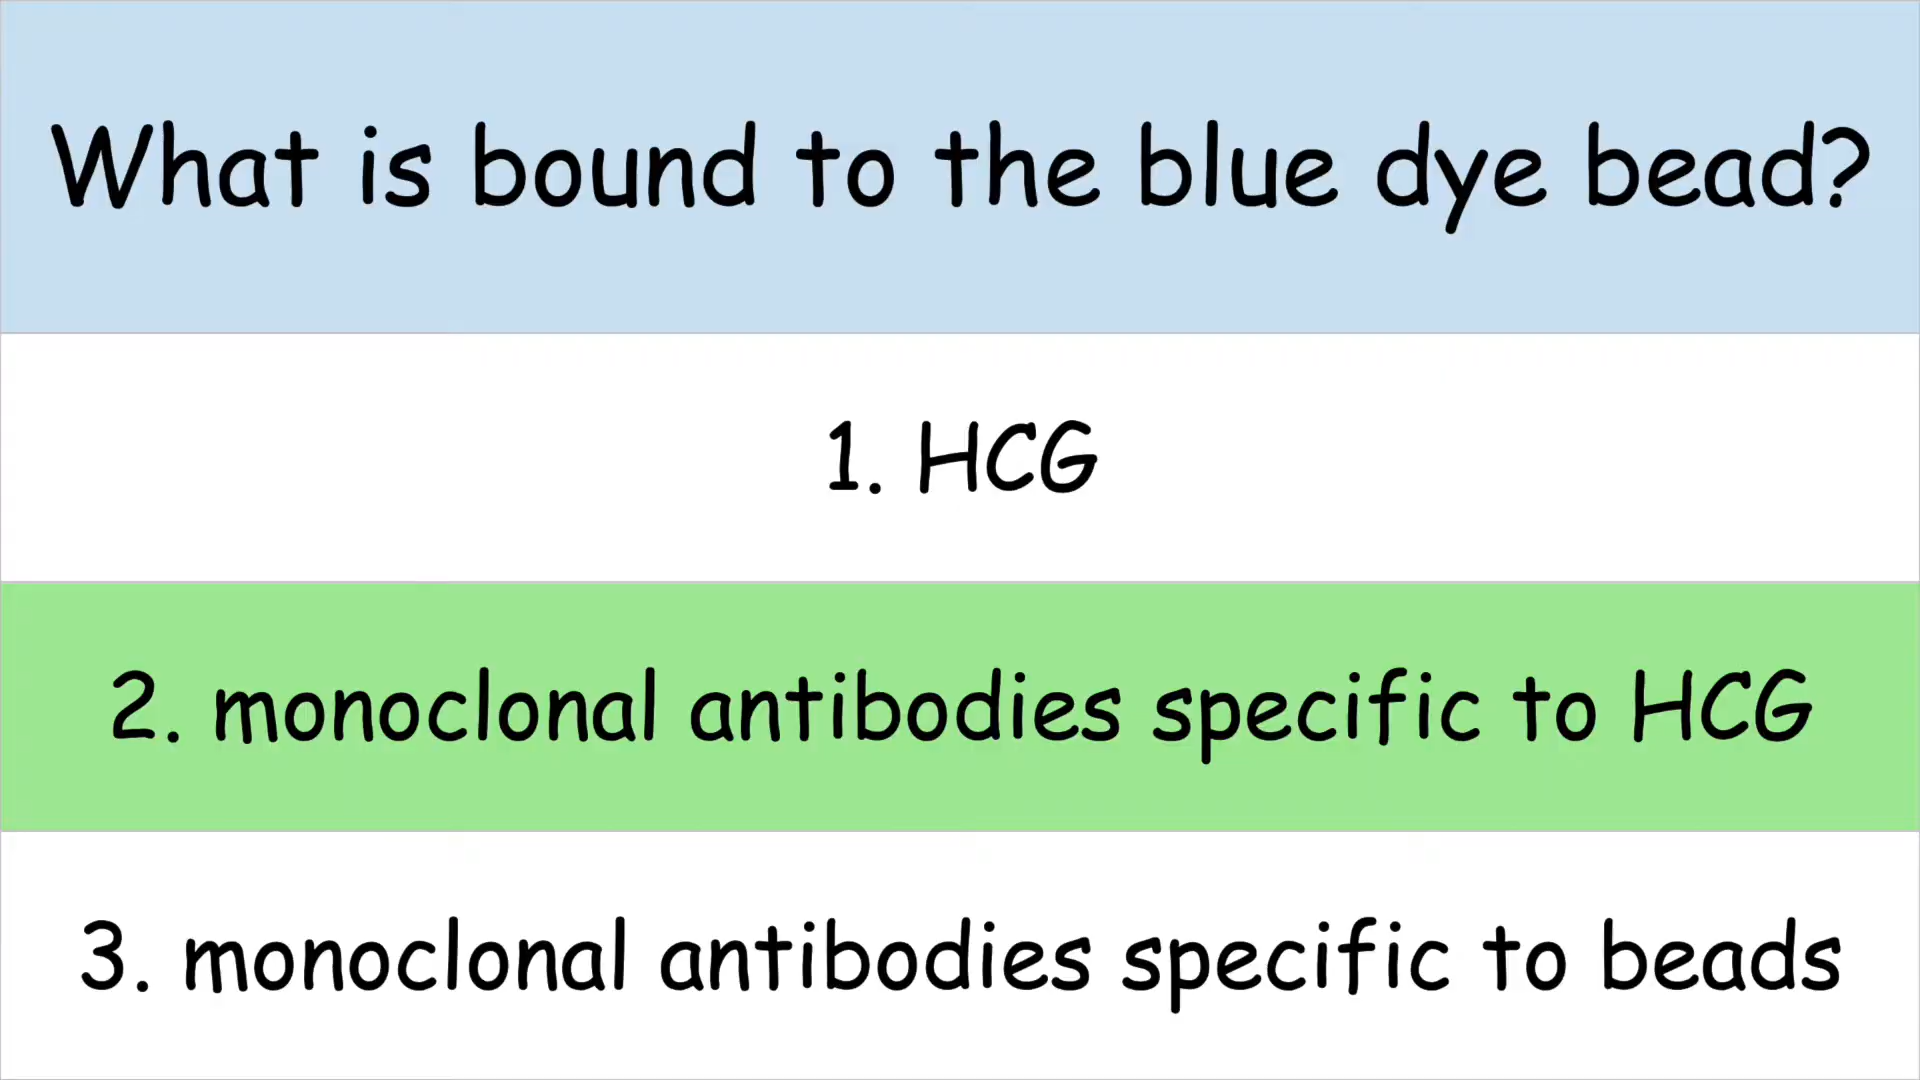 What is bound to the blue dye bead?
1. HCG
2. monoclonal antibodies specific to HCG
3. monoclonal antibodies specific to beads